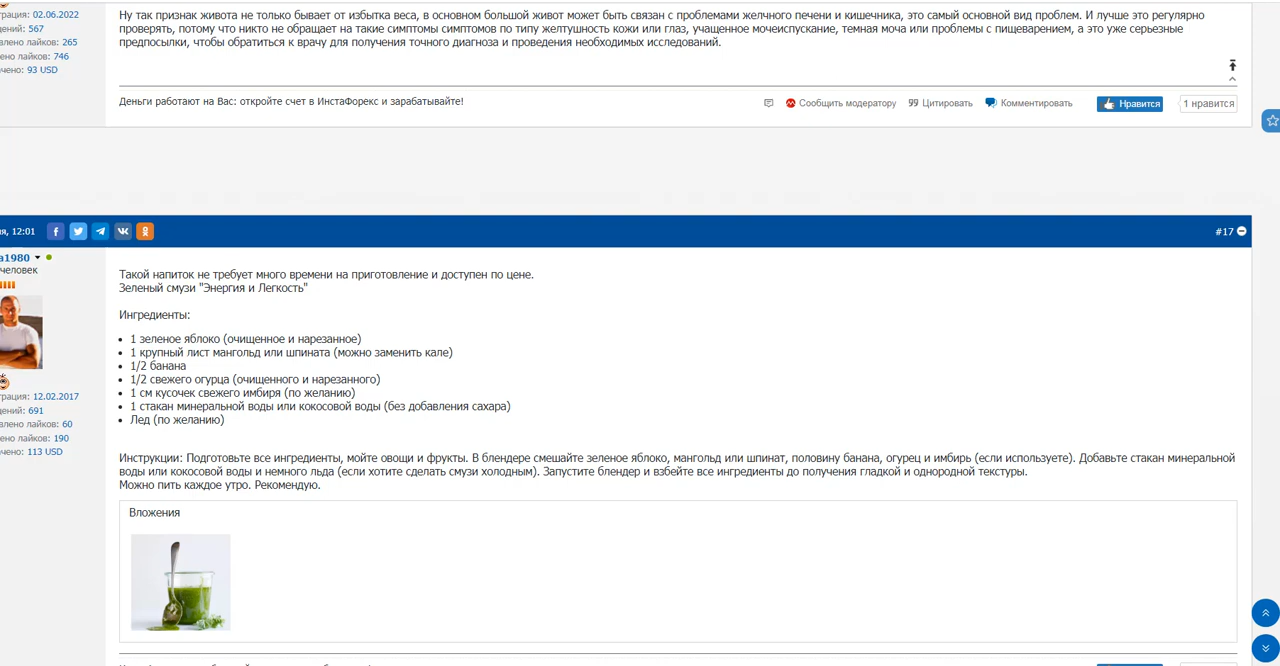 трация: 02.06.2022
щений: 567
влено лайков: 265
ено лайков: 746
ачено: 93 USD
Ну так признак живота не только бывает от избытка веса, в основном большой живот может быть связан с проблемами желчного печени и кишечника, это самый основной вид проблем. И лучше это регулярно
проверять, потому что никто не обращает на такие симптомы симптомов по типу желтушность кожи или глаз, учащенное мочеиспускание, темная моча или проблемы с пищеварением, а это уже серьезные
предпосылки, чтобы обратиться к врачу для получения точного диагноза и проведения необходимых исследований.
Деньги работают на Вас: откройте счет в ИнстаФорекс и зарабатывайте!
Сообщить модератору Цитировать Комментировать Нравится 1 нравится
я, 12:01
#17
a1980
человек
трация: 12.02.2017
щений: 691
влено лайков: 60
ено лайков: 190
ачено: 113 USD
Такой напиток не требует много времени на приготовление и доступен по цене.
Зеленый смузи "Энергия и Легкость"
Ингредиенты:
• 1 зеленое яблоко (очищенное и нарезанное)
• 1 крупный лист мангольд или шпината (можно заменить кале)
• 1/2 банана
• 1/2 свежего огурца (очищенного и нарезанного)
• 1 см кусочек свежего имбиря (по желанию)
• 1 стакан минеральной воды или кокосовой воды (без добавления сахара)
• Лед (по желанию)
Инструкции: Подготовьте все ингредиенты, мойте овощи и фрукты. В блендере смешайте зеленое яблоко, мангольд или шпинат, половину банана, огурец и имбирь (если используете). Добавьте стакан минеральной
воды или кокосовой воды и немного льда (если хотите сделать смузи холодным). Запустите блендер и взбейте все ингредиенты до получения гладкой и однородной текстуры.
Можно пить каждое утро. Рекомендую.
Вложения